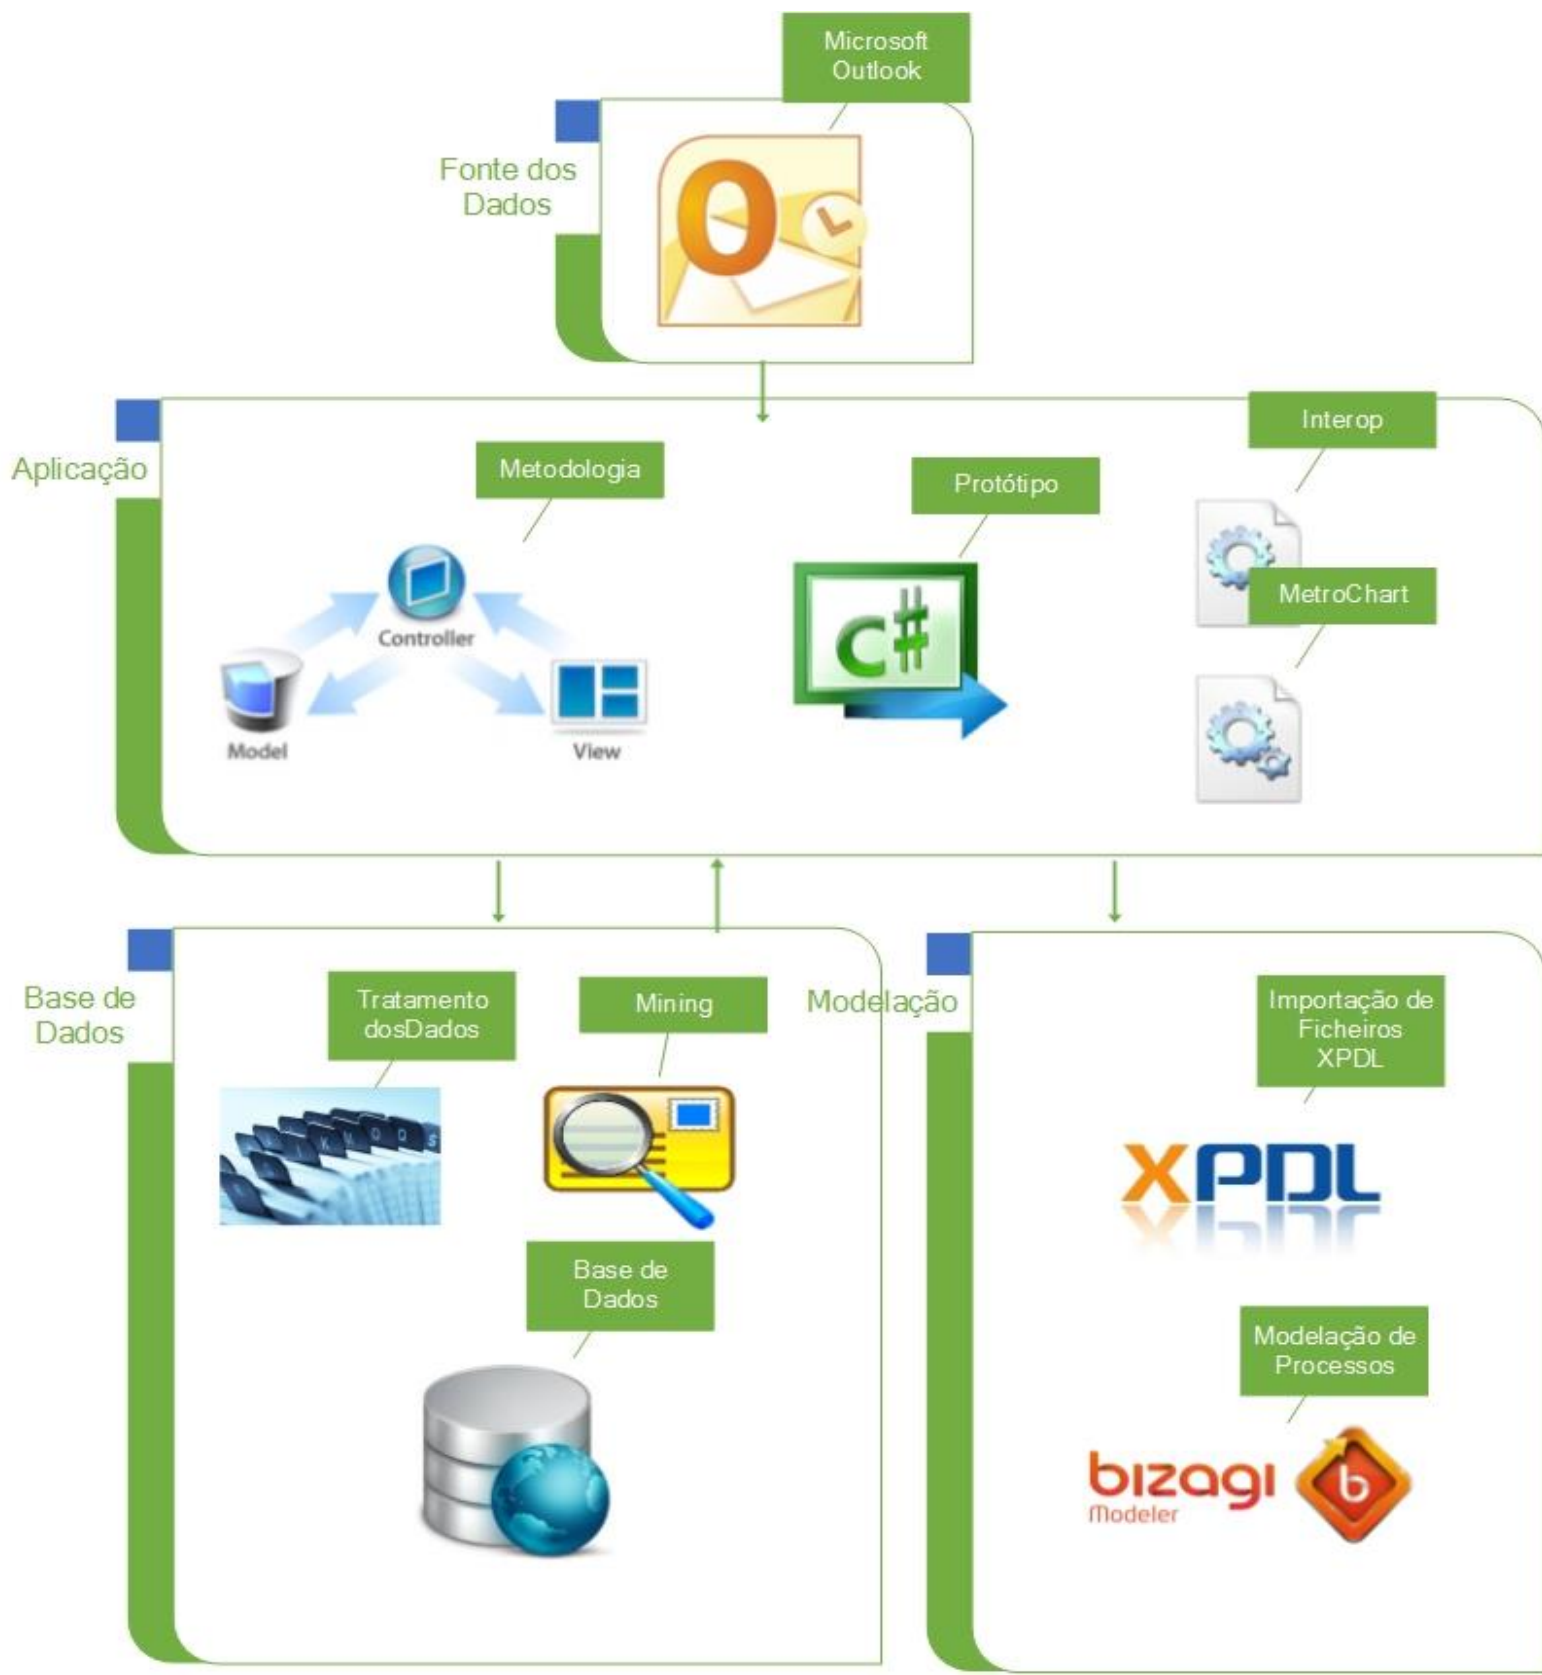 Microsoft
Outlook
Fonte dos
Dados
O
Interop
Aplicação
Metodologia
Protótipo
MetroChart
C#
Controller
Model
View
Base de
Dados
Tratamento
dosDados
Mining
Modelação
Importação de
Ficheiros
XPDL
XPDL
Base de
Dados
Modelação de
Processos
bizagi
Modeler
b